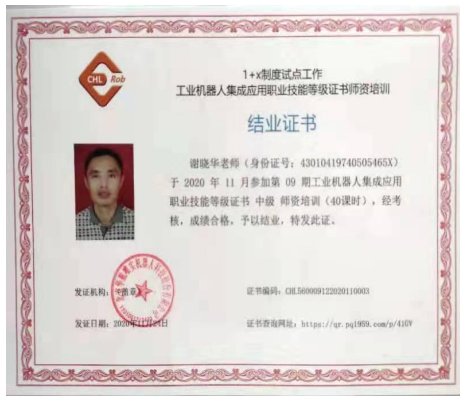 CHL Rob
1+x制度试点工作
工业机器人集成应用职业技能等级证书师资培训
结业证书
谢晓华老师（身份证号：43010419740505465X）
于 2020 年 11 月参加第 09 期工业机器人集成应用
职业技能等级证书 中级 师资培训（40课时），经考
核，成绩合格，予以结业，特发此证。
发证机构：
证书编码：CHL560009122020110003
发证日期：2020年11月24日
证书查询网址：https://qr.pq1959.com/p/4iGV